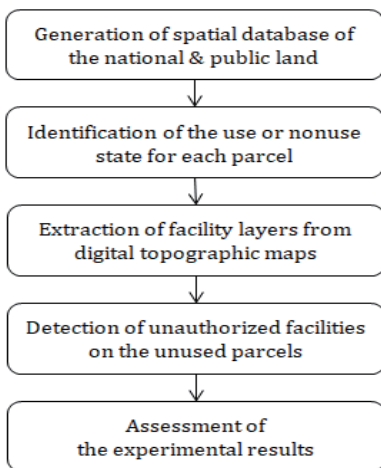 Generation of spatial database of
the national & public land
Identification of the use or nonuse
state for each parcel
Extraction of facility layers from
digital topographic maps
Detection of unauthorized facilities
on the unused parcels
Assessment of
the experimental results